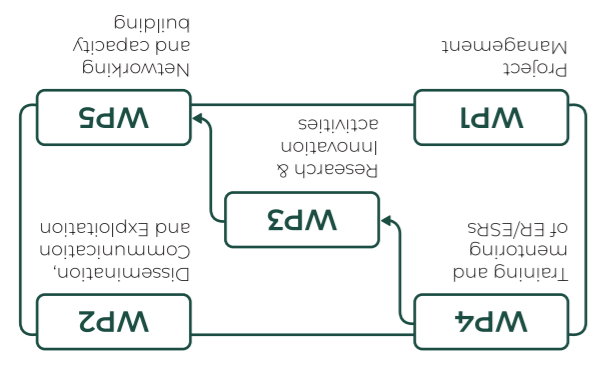 WP4
Training and
mentoring
of ER/ESRs
WP2
Dissemination,
Communication
and Exploitation
WP3
Research &
Innovation
activities
WP1
Project
Management
WP5
Networking
and capacity
building